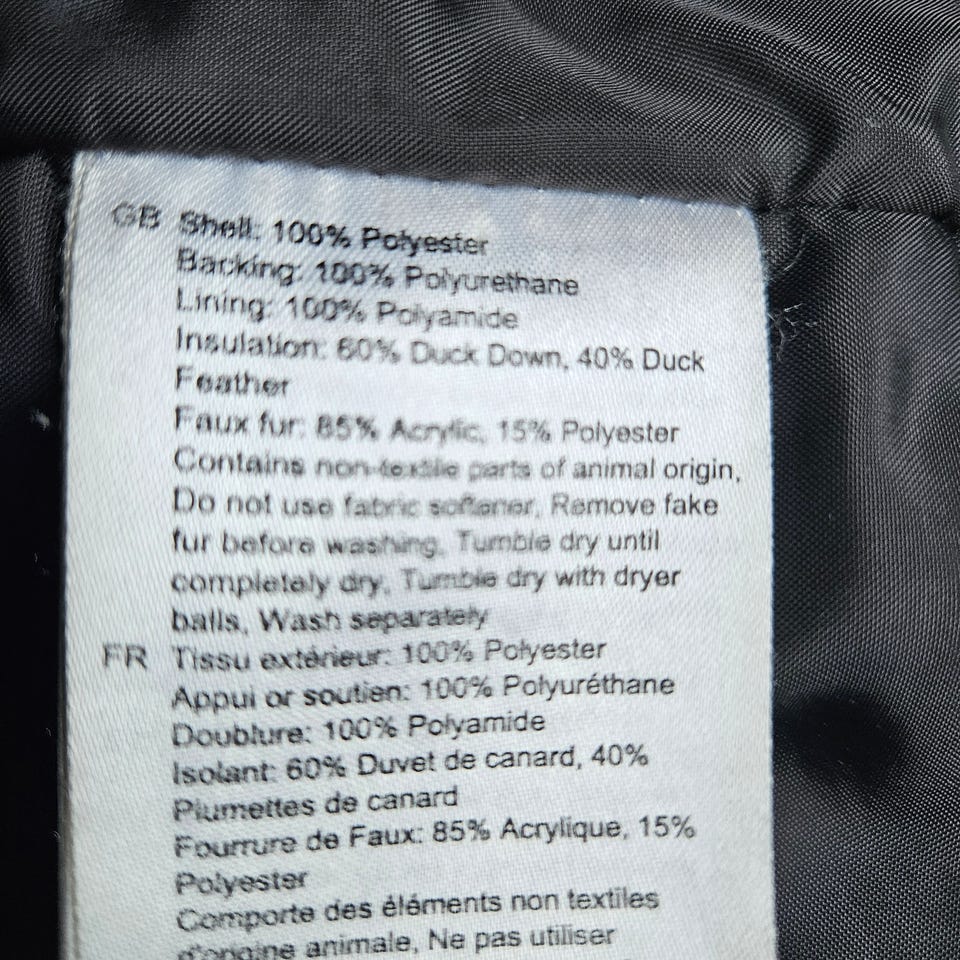 GB Shell: 100% Polyester
Backing: 100% Polyurethane
Lining: 100% Polyamide
Insulation: 60% Duck Down, 40% Duck
Feather
Faux fur: 85% Acrylic, 15% Polyester
Contains non-textile parts of animal origin,
Do not use fabric softener, Remove fake
fur before washing, Tumble dry until
completely dry, Tumble dry with dryer
balls, Wash separately
FR Tissu extérieur: 100% Polyester
Appui or soutien: 100% Polyuréthane
Doublure: 100% Polyamide
Isolant: 60% Duvet de canard, 40%
Plumettes de canard
Fourrure de Faux: 85% Acrylique, 15%
Polyester
Comporte des éléments non textiles
d'origine animale, Ne pas utiliser